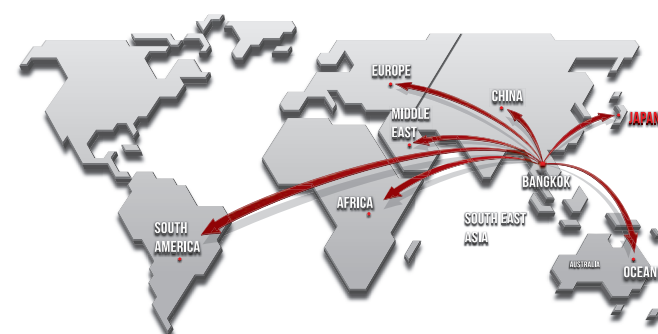 EUROPE
CHINA
MIDDLE
EAST
JAPAN
BANGKOK
AFRICA
SOUTH EAST
ASIA
SOUTH
AMERICA
AUSTRALIA
OCEAN